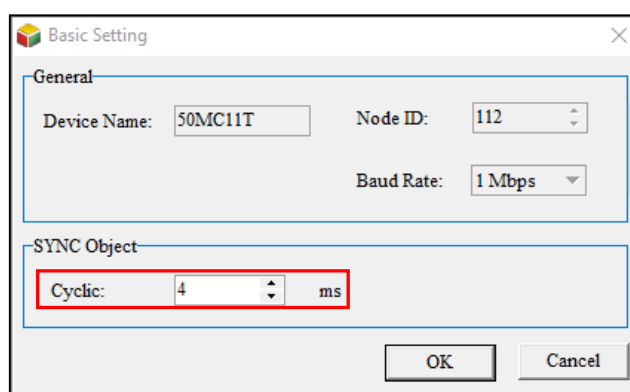 Basic Setting
General
Device Name: 50MC11T Node ID: 112
Baud Rate: 1 Mbps
SYNC Object
Cyclic: 4 ms
OK Cancel